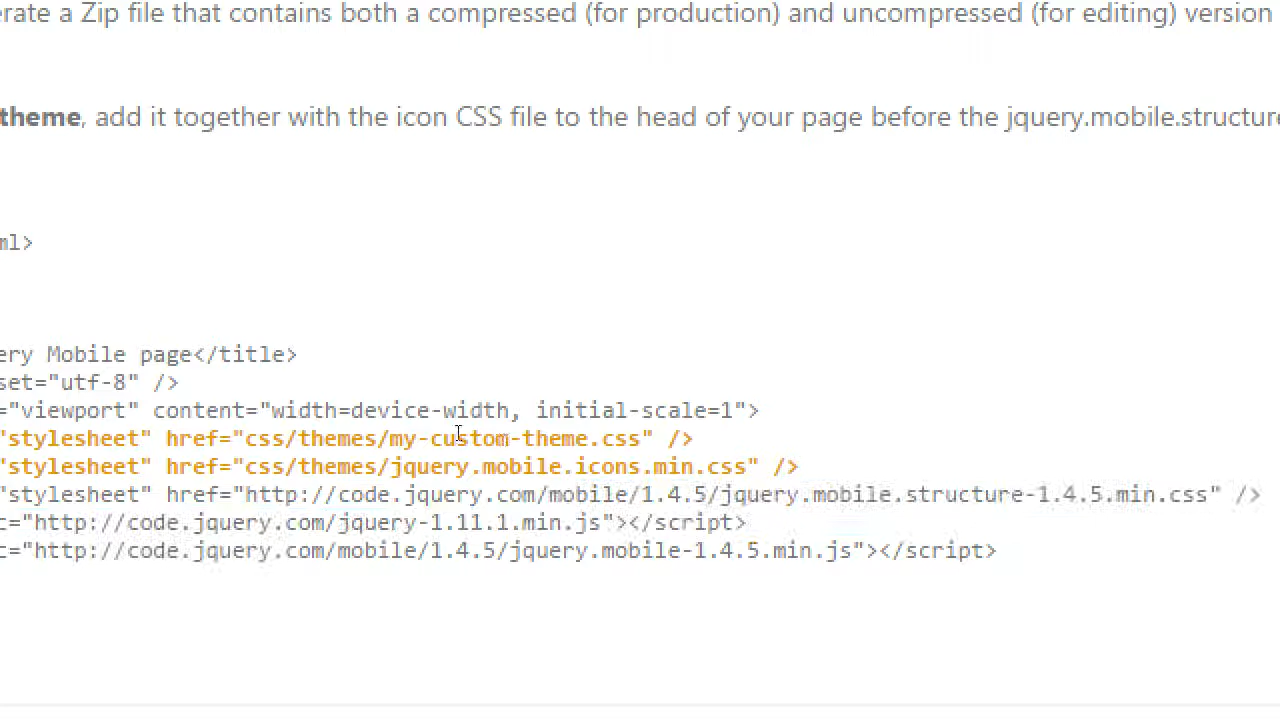 erate a Zip file that contains both a compressed (for production) and uncompressed (for editing) version
theme, add it together with the icon CSS file to the head of your page before the jquery.mobile.structure
ml>
ery Mobile page</title>
set="utf-8" />
="viewport" content="width=device-width, initial-scale=1">
"stylesheet" href="css/themes/my-custom-theme.css" />
"stylesheet" href="css/themes/jquery.mobile.icons.min.css" />
"stylesheet" href="http://code.jquery.com/mobile/1.4.5/jquery.mobile.structure-1.4.5.min.css" />
c="http://code.jquery.com/jquery-1.11.1.min.js"></script>
c="http://code.jquery.com/mobile/1.4.5/jquery.mobile-1.4.5.min.js"></script>